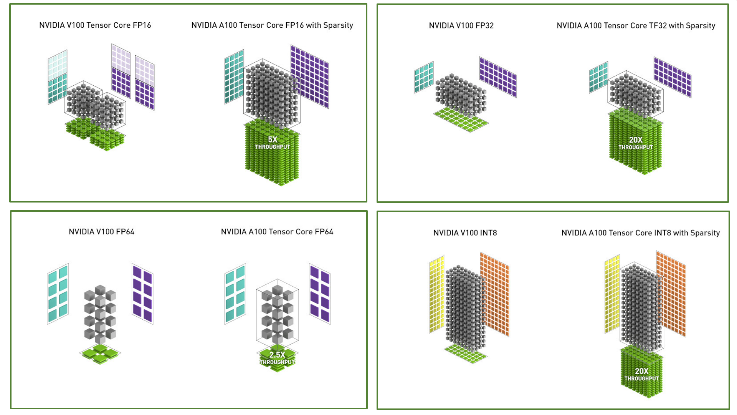 NVIDIA V100 Tensor Core FP16
NVIDIA A100 Tensor Core FP16 with Sparsity
5X
THROUGHPUT
NVIDIA V100 FP32
NVIDIA A100 Tensor Core TF32 with Sparsity
20X
THROUGHPUT
NVIDIA V100 FP64
NVIDIA A100 Tensor Core FP64
2.5X
THROUGHPUT
NVIDIA V100 INT8
NVIDIA A100 Tensor Core INT8 with Sparsity
20X
THROUGHPUT